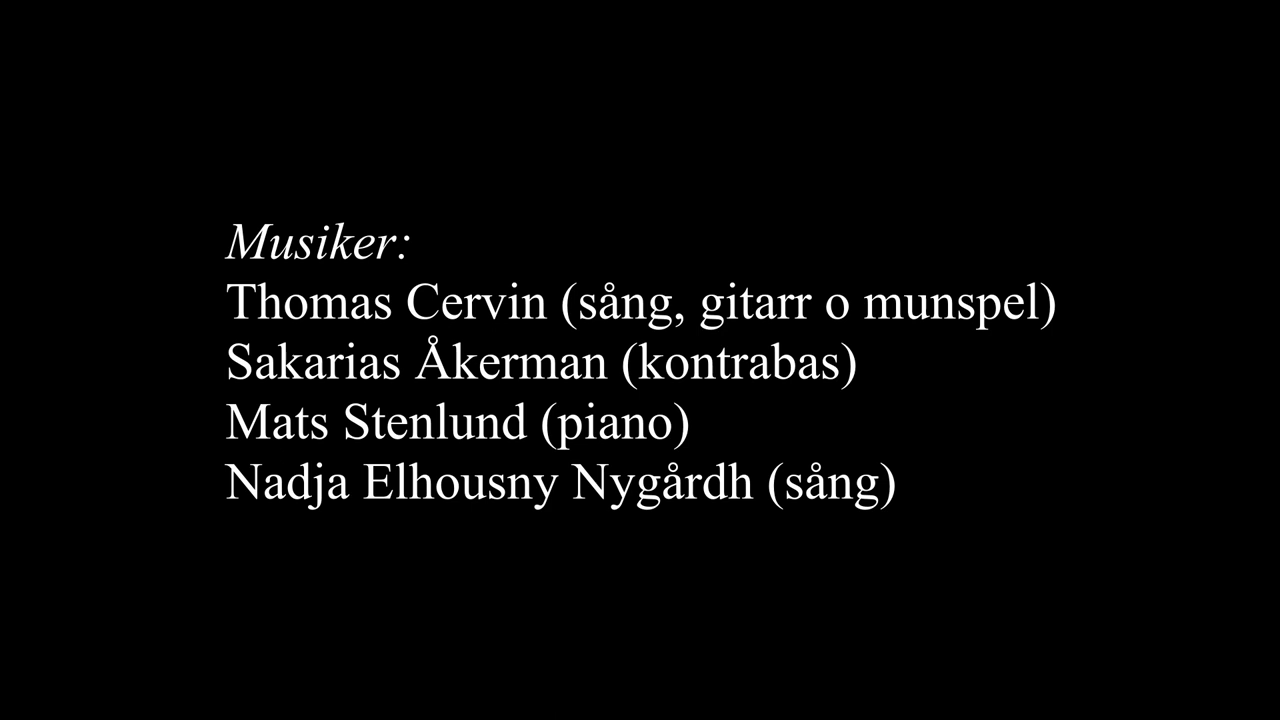 Musiker:
Thomas Cervin (sång, gitarr o munspel)
Sakarias Åkerman (kontrabas)
Mats Stenlund (piano)
Nadja Elhousny Nygårdh (sång)